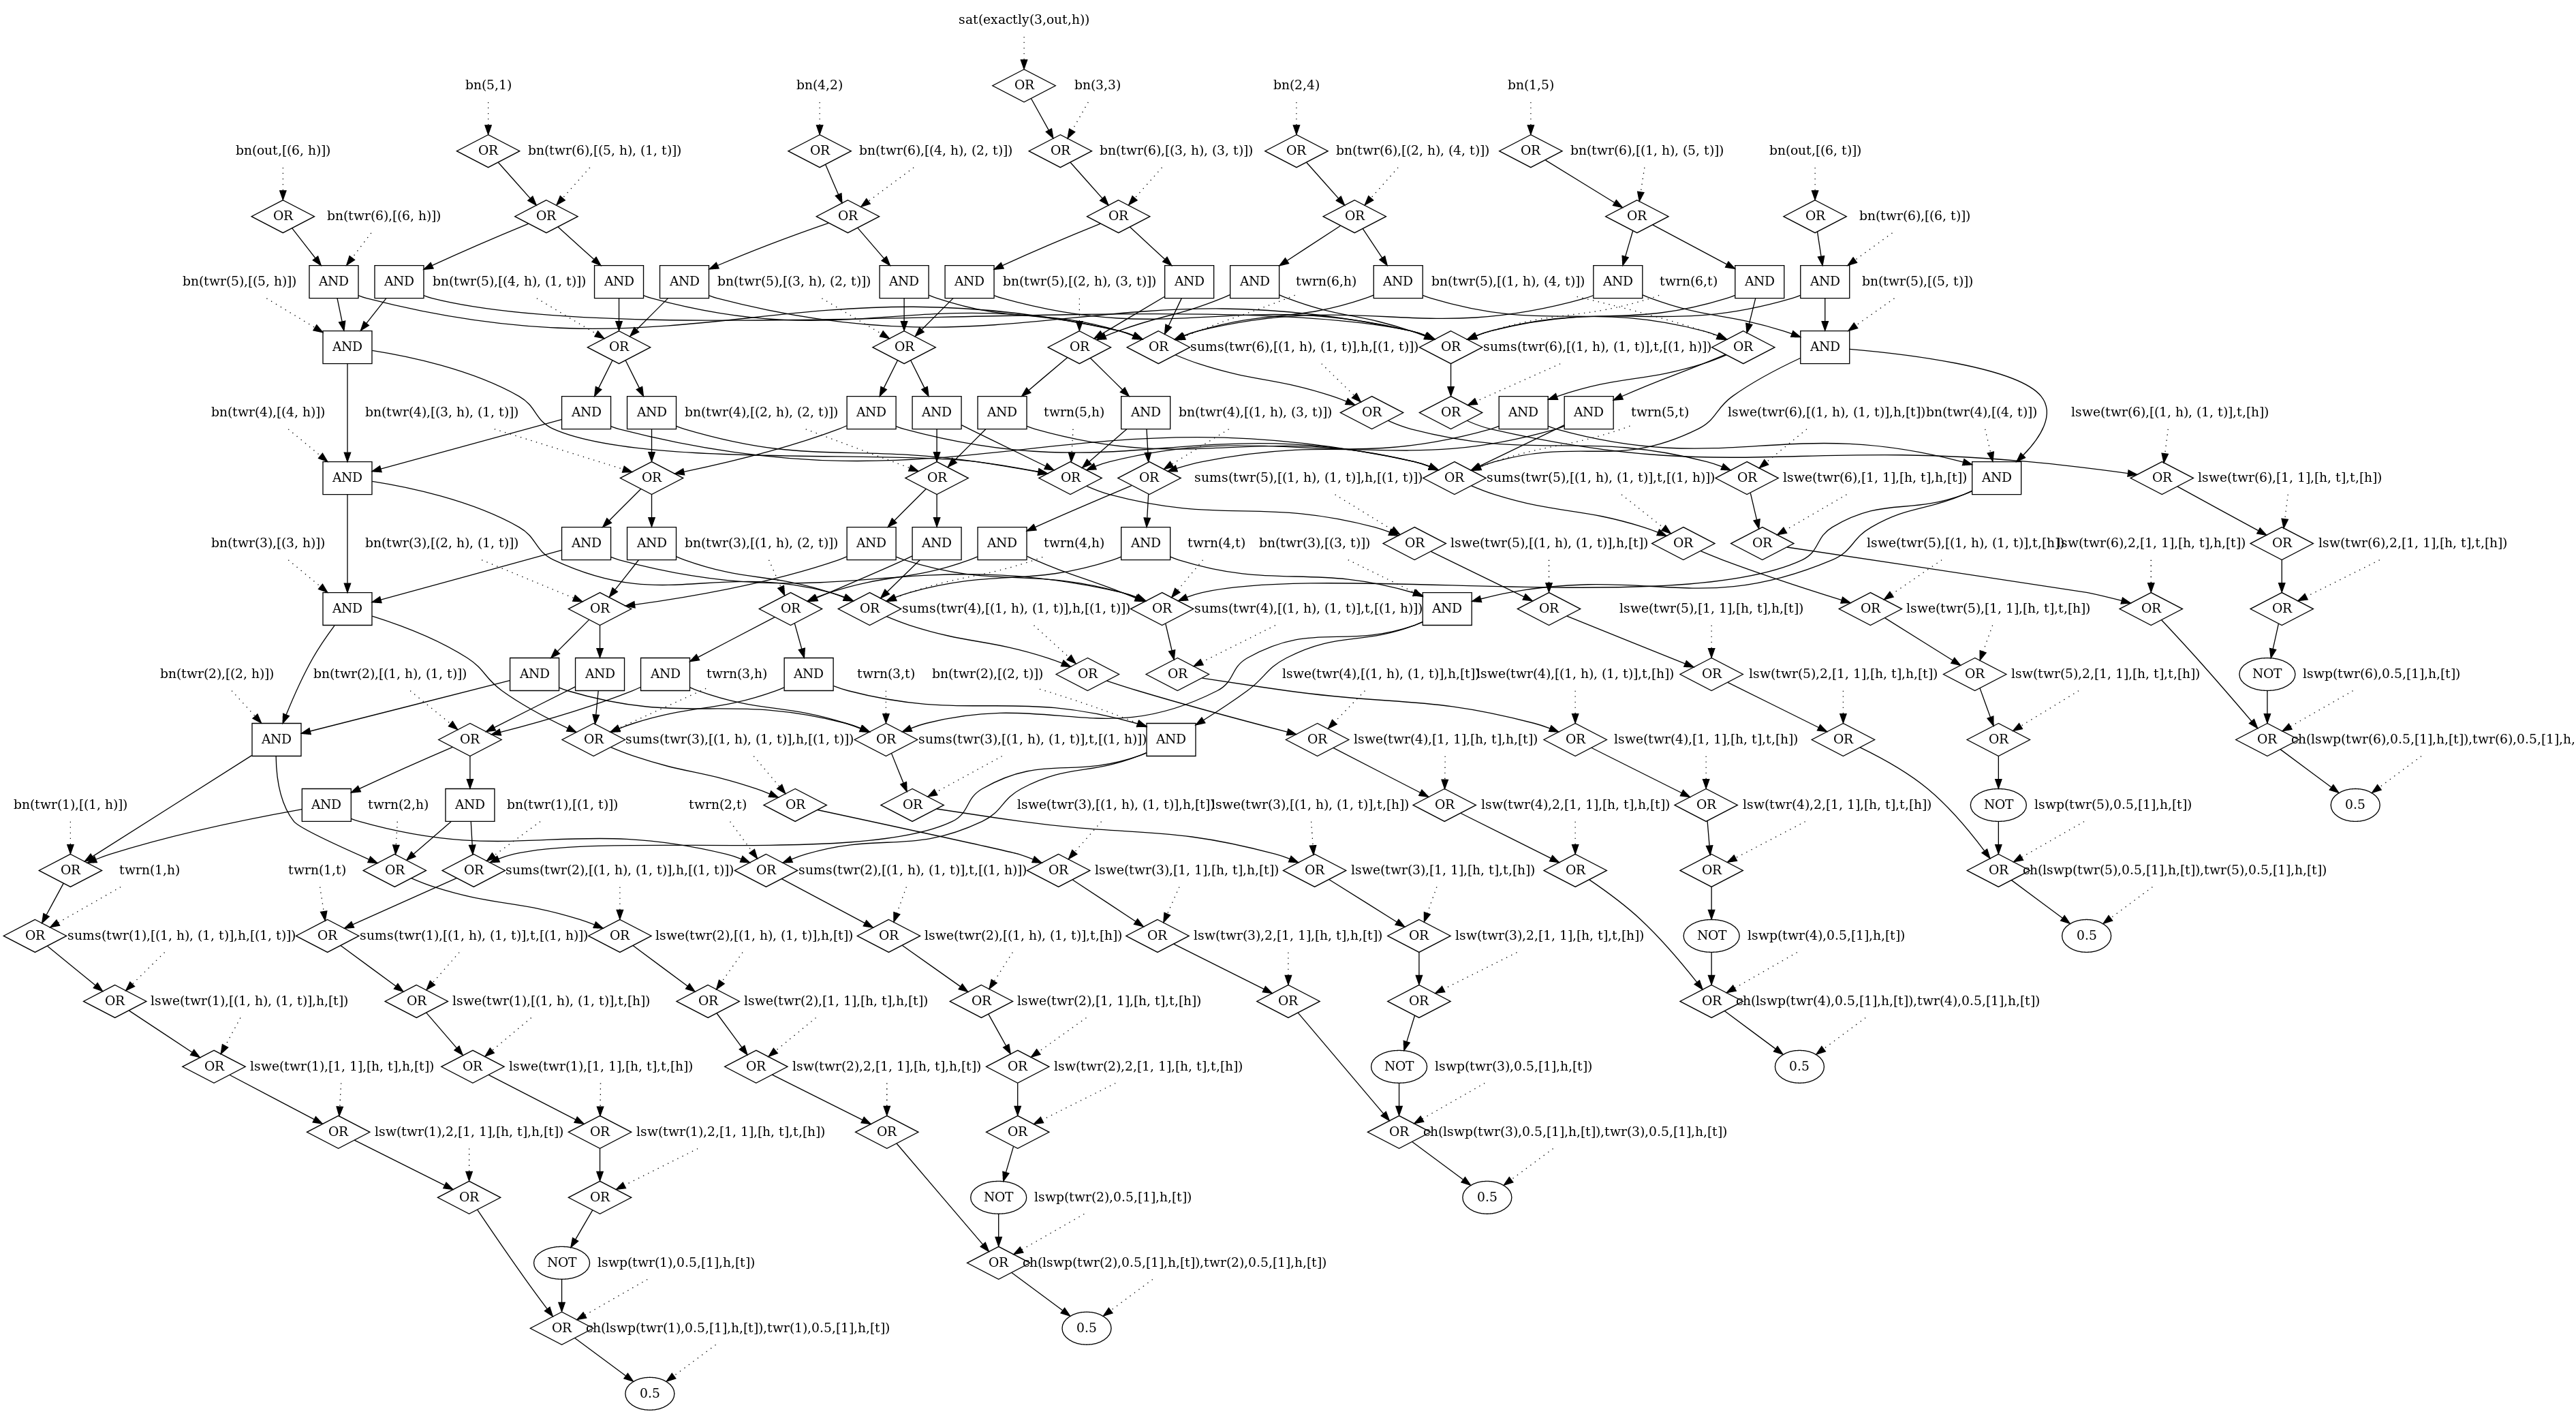 sat(exactly(3,out,h))
bn(5,1) bn(4,2) OR bn(3,3) bn(2,4) bn(1,5)
bn(out,[(6, h)]) OR bn(twr(6),[(5, h), (1, t)]) OR bn(twr(6),[(4, h), (2, t)]) OR bn(twr(6),[(3, h), (3, t)]) OR bn(twr(6),[(2, h), (4, t)]) OR bn(twr(6),[(1, h), (5, t)]) bn(out,[(6, t)])
OR bn(twr(6),[(6, h)]) OR OR OR OR OR OR bn(twr(6),[(6, t)])
bn(twr(5),[(5, h)]) AND AND bn(twr(5),[(4, h), (1, t)]) AND AND bn(twr(5),[(3, h), (2, t)]) AND AND bn(twr(5),[(2, h), (3, t)]) AND AND twrn(6,h) AND bn(twr(5),[(1, h), (4, t)]) AND twrn(6,t) AND AND bn(twr(5),[(5, t)])
AND OR OR OR OR sums(twr(6),[(1, h), (1, t)],h,[(1, t)]) OR sums(twr(6),[(1, h), (1, t)],t,[(1, h)]) OR AND
bn(twr(4),[(4, h)]) bn(twr(4),[(3, h), (1, t)]) AND AND bn(twr(4),[(2, h), (2, t)]) AND AND AND twrn(5,h) AND bn(twr(4),[(1, h), (3, t)]) OR OR AND AND twrn(5,t) lswe(twr(6),[(1, h), (1, t)],h,[t]) bn(twr(4),[(4, t)]) lswe(twr(6),[(1, h), (1, t)],t,[h])
AND OR OR OR OR sums(twr(5),[(1, h), (1, t)],h,[(1, t)]) OR sums(twr(5),[(1, h), (1, t)],t,[(1, h)]) OR lswe(twr(6),[1, 1],[h, t],h,[t]) AND OR lswe(twr(6),[1, 1],[h, t],t,[h])
bn(twr(3),[(3, h)]) bn(twr(3),[(2, h), (1, t)]) AND AND bn(twr(3),[(1, h), (2, t)]) AND AND AND twrn(4,h) AND twrn(4,t) bn(twr(3),[(3, t)]) OR lswe(twr(5),[(1, h), (1, t)],h,[t]) OR OR lswe(twr(5),[(1, h), (1, t)],t,[h]) lsw(twr(6),2,[1, 1],[h, t],h,[t]) OR lsw(twr(6),2,[1, 1],[h, t],t,[h])
AND OR OR OR sums(twr(4),[(1, h), (1, t)],h,[(1, t)]) OR sums(twr(4),[(1, h), (1, t)],t,[(1, h)]) AND OR lswe(twr(5),[1, 1],[h, t],h,[t]) OR lswe(twr(5),[1, 1],[h, t],t,[h]) OR OR
bn(twr(2),[(2, h)]) bn(twr(2),[(1, h), (1, t)]) AND AND AND twrn(3,h) AND twrn(3,t) bn(twr(2),[(2, t)]) OR OR lswe(twr(4),[(1, h), (1, t)],h,[t]) lswe(twr(4),[(1, h), (1, t)],t,[h]) OR lsw(twr(5),2,[1, 1],[h, t],h,[t]) OR lsw(twr(5),2,[1, 1],[h, t],t,[h]) NOT lswp(twr(6),0.5,[1],h,[t])
AND OR OR sums(twr(3),[(1, h), (1, t)],h,[(1, t)]) OR sums(twr(3),[(1, h), (1, t)],t,[(1, h)]) AND OR lswe(twr(4),[1, 1],[h, t],h,[t]) OR lswe(twr(4),[1, 1],[h, t],t,[h]) OR OR OR ch(lswp(twr(6),0.5,[1],h,[t]),twr(6),0.5,[1],h,
bn(twr(1),[(1, h)]) AND twrn(2,h) AND bn(twr(1),[(1, t)]) twrn(2,t) OR OR lswe(twr(3),[(1, h), (1, t)],h,[t]) lswe(twr(3),[(1, h), (1, t)],t,[h]) OR lsw(twr(4),2,[1, 1],[h, t],h,[t]) OR lsw(twr(4),2,[1, 1],[h, t],t,[h]) NOT lswp(twr(5),0.5,[1],h,[t]) 0.5
OR twrn(1,h) twrn(1,t) OR OR sums(twr(2),[(1, h), (1, t)],h,[(1, t)]) OR sums(twr(2),[(1, h), (1, t)],t,[(1, h)]) OR lswe(twr(3),[1, 1],[h, t],h,[t]) OR lswe(twr(3),[1, 1],[h, t],t,[h]) OR OR OR ch(lswp(twr(5),0.5,[1],h,[t]),twr(5),0.5,[1],h,[t])
OR sums(twr(1),[(1, h), (1, t)],h,[(1, t)]) OR sums(twr(1),[(1, h), (1, t)],t,[(1, h)]) OR lswe(twr(2),[(1, h), (1, t)],h,[t]) OR lswe(twr(2),[(1, h), (1, t)],t,[h]) OR lsw(twr(3),2,[1, 1],[h, t],h,[t]) OR lsw(twr(3),2,[1, 1],[h, t],t,[h]) NOT lswp(twr(4),0.5,[1],h,[t]) 0.5
OR lswe(twr(1),[(1, h), (1, t)],h,[t]) OR lswe(twr(1),[(1, h), (1, t)],t,[h]) OR lswe(twr(2),[1, 1],[h, t],h,[t]) OR lswe(twr(2),[1, 1],[h, t],t,[h]) OR OR OR ch(lswp(twr(4),0.5,[1],h,[t]),twr(4),0.5,[1],h,[t])
OR lswe(twr(1),[1, 1],[h, t],h,[t]) OR lswe(twr(1),[1, 1],[h, t],t,[h]) OR lsw(twr(2),2,[1, 1],[h, t],h,[t]) OR lsw(twr(2),2,[1, 1],[h, t],t,[h]) NOT lswp(twr(3),0.5,[1],h,[t]) 0.5
OR lsw(twr(1),2,[1, 1],[h, t],h,[t]) OR lsw(twr(1),2,[1, 1],[h, t],t,[h]) OR OR OR ch(lswp(twr(3),0.5,[1],h,[t]),twr(3),0.5,[1],h,[t])
OR OR NOT lswp(twr(2),0.5,[1],h,[t]) 0.5
NOT lswp(twr(1),0.5,[1],h,[t]) OR ch(lswp(twr(2),0.5,[1],h,[t]),twr(2),0.5,[1],h,[t])
OR ch(lswp(twr(1),0.5,[1],h,[t]),twr(1),0.5,[1],h,[t]) 0.5
0.5